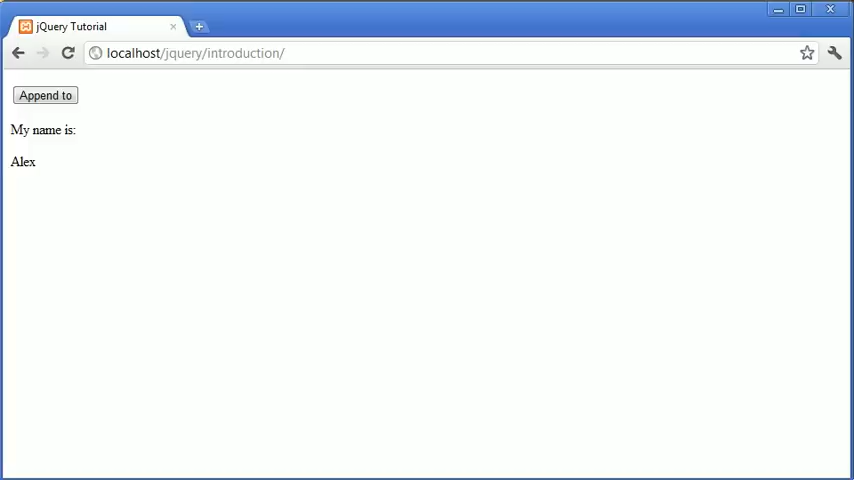 jQuery Tutorial
localhost/jquery/introduction/
Append to
My name is:
Alex